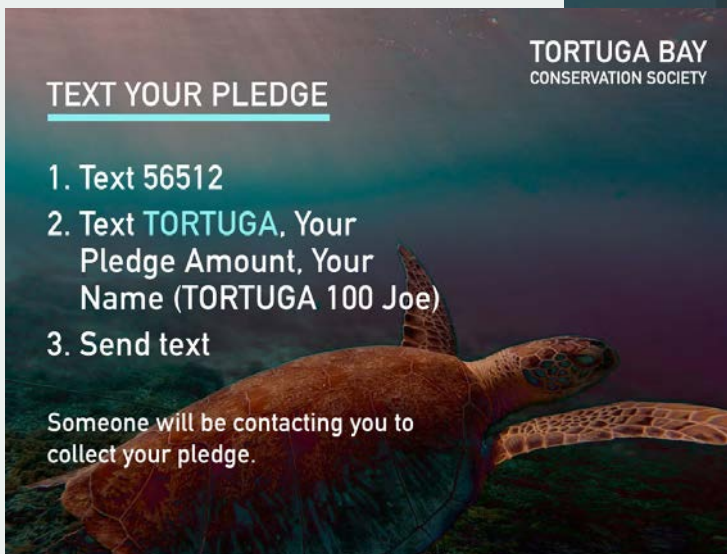 TORTUGA BAY
CONSERVATION SOCIETY
TEXT YOUR PLEDGE
1. Text 56512
2. Text TORTUGA, Your
Pledge Amount, Your
Name (TORTUGA 100 Joe)
3. Send text
Someone will be contacting you to
collect your pledge.